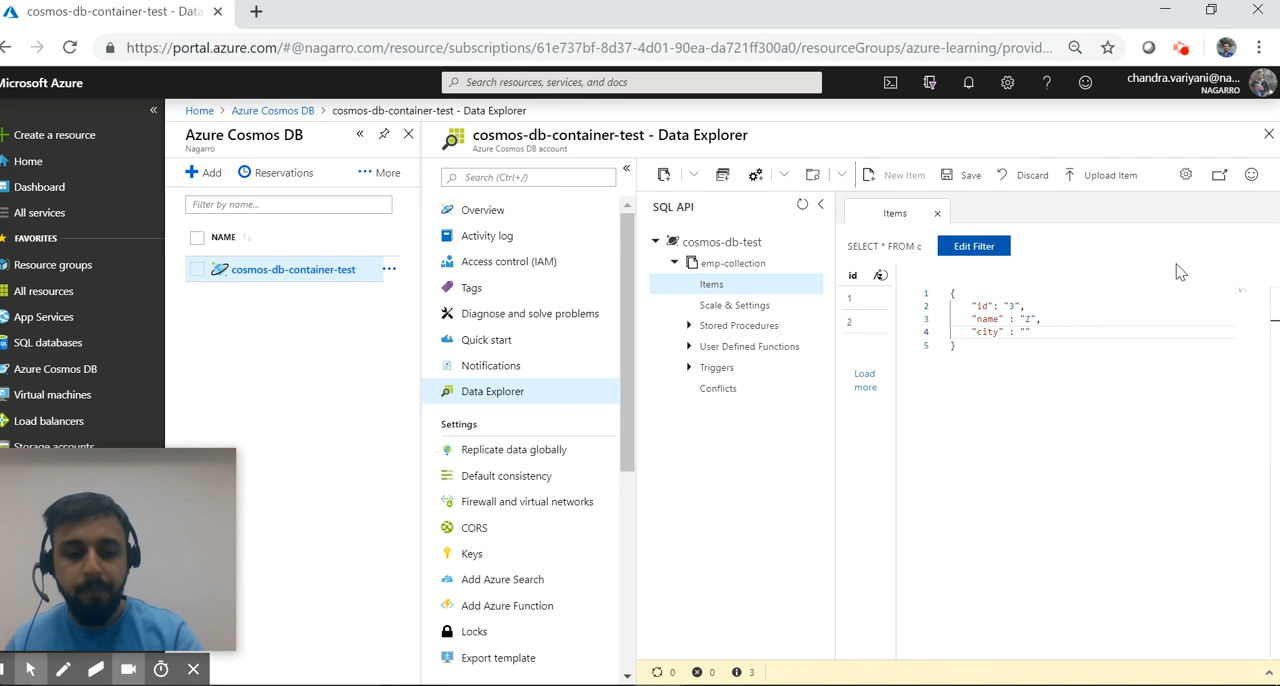 cosmos-db-container-test - Data
https://portal.azure.com/#@nagarro.com/resource/subscriptions/61e737bf-8d37-4d01-90ea-da721ff300a0/resourceGroups/azure-learning/provid...
Microsoft Azure
Search resources, services, and docs
chandra.variyani@na...
NAGARRO
Create a resource
Home
Dashboard
All services
FAVORITES
Resource groups
All resources
App Services
SQL databases
Azure Cosmos DB
Virtual machines
Load balancers
Storage accounts
Home > Azure Cosmos DB > cosmos-db-container-test - Data Explorer
Azure Cosmos DB
Nagarro
Add
Reservations
More
Filter by name...
NAME
cosmos-db-container-test
cosmos-db-container-test - Data Explorer
Azure Cosmos DB account
Search (Ctrl+/)
Overview
Activity log
Access control (IAM)
Tags
Diagnose and solve problems
Quick start
Notifications
Data Explorer
Settings
Replicate data globally
Default consistency
Firewall and virtual networks
CORS
Keys
Add Azure Search
Add Azure Function
Locks
Export template
New Item
Save
Discard
Upload Item
SQL API
cosmos-db-test
emp-collection
Items
Scale & Settings
Stored Procedures
User Defined Functions
Triggers
Conflicts
Items
SELECT * FROM c
Edit Filter
id
1
2
Load
more
1 {
2 "id": "3",
3 "name" : "Z",
4 "city" : ""
5 }
0
0
3